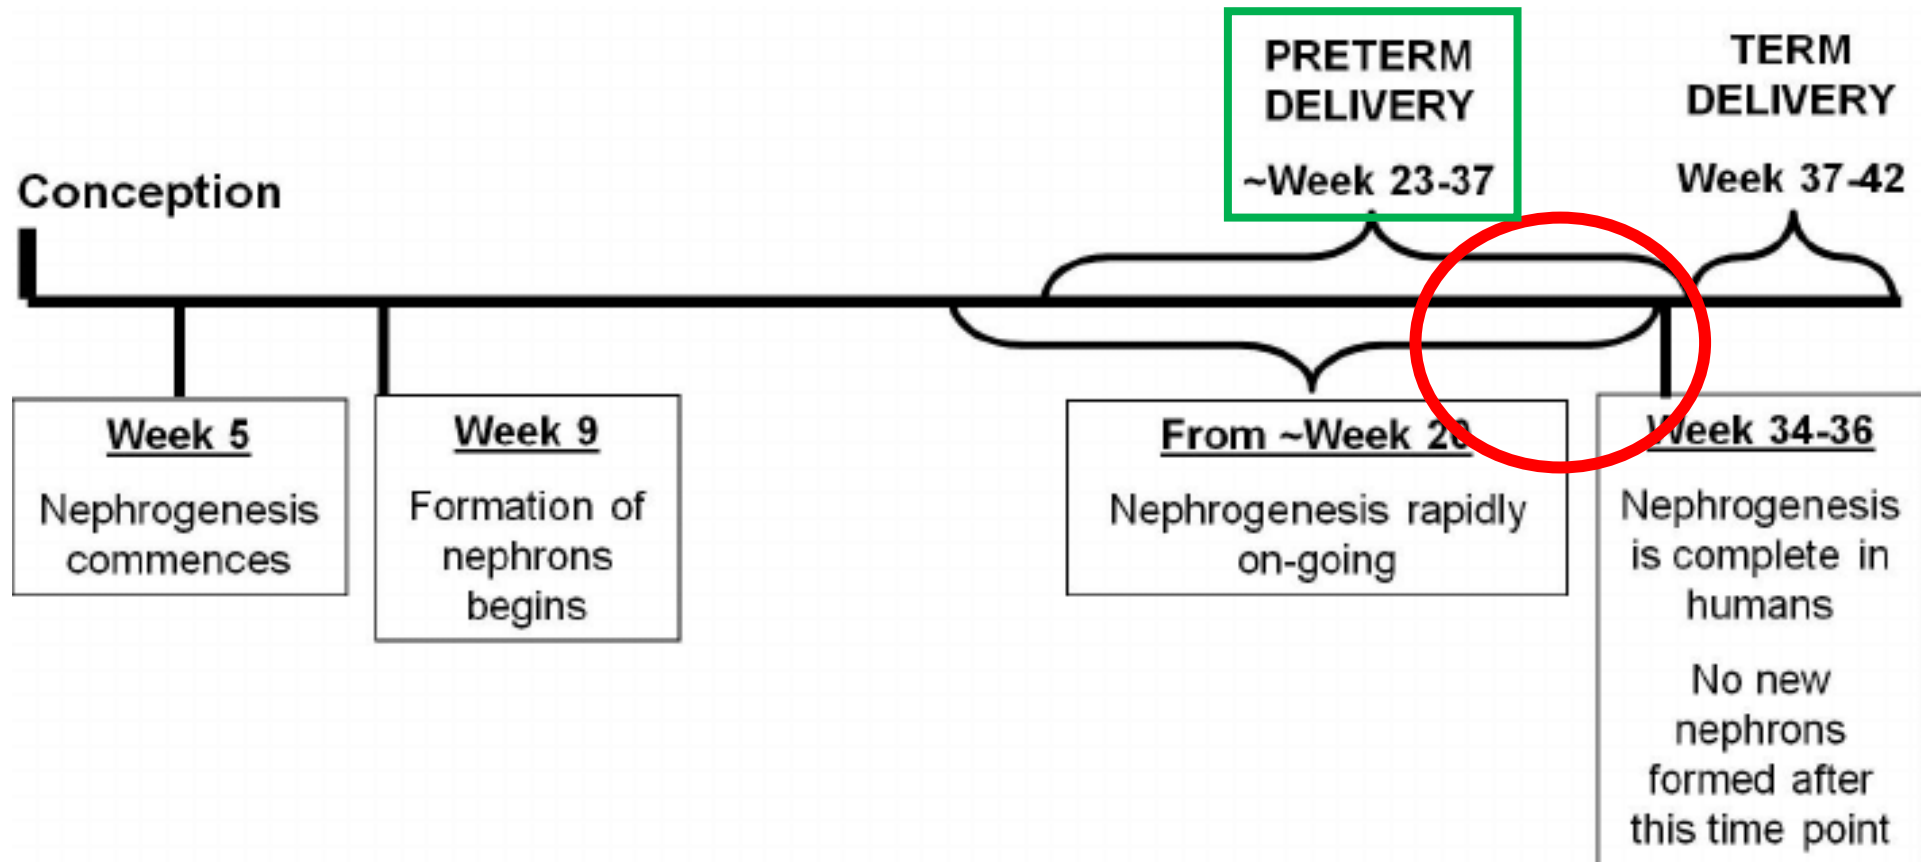 PRETERM
DELIVERY
~Week 23-37
TERM
DELIVERY
Week 37-42
Conception
Week 5
Nephrogenesis
commences
Week 9
Formation of
nephrons
begins
From ~Week 20
Nephrogenesis rapidly
on-going
Week 34-36
Nephrogenesis
is complete in
humans
No new
nephrons
formed after
this time point